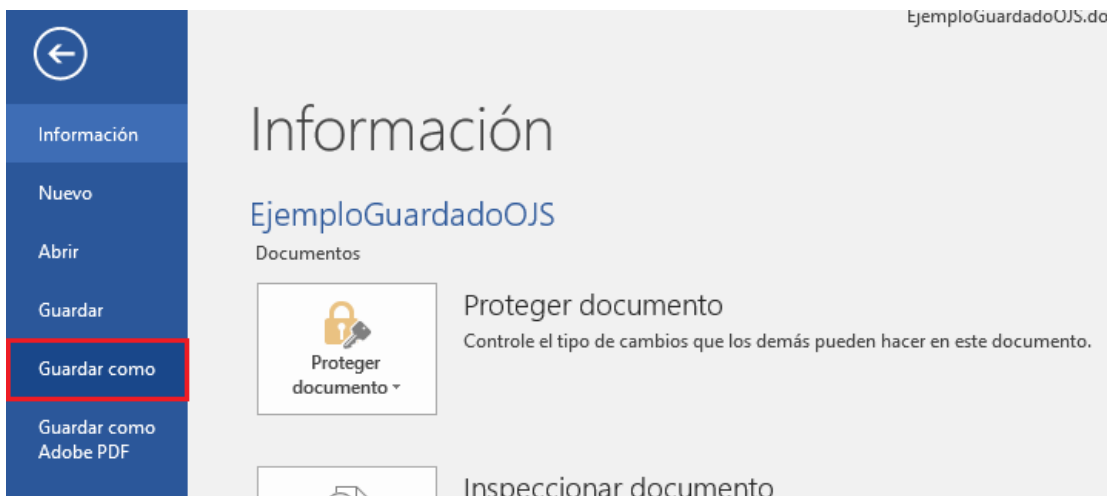 EjemploGuardadoOJS.do
Información
Nuevo
Abrir
Guardar
Guardar como
Guardar como
Adobe PDF
Información
EjemploGuardadoOJS
Documentos
Proteger
documento
Proteger documento
Controle el tipo de cambios que los demás pueden hacer en este documento.
Inspeccionar documento